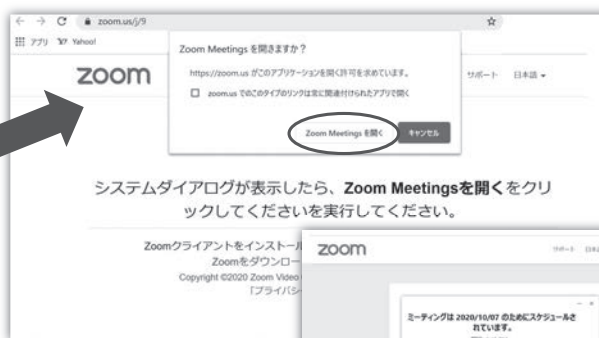 zoom.us/j/9
アプリ Yahoo!
zoom
サポート 日本語
Zoom Meetings を開きますか？
https://zoom.us がこのアプリケーションを開く許可を求めています。
zoom.us でのこのタイプのリンクは常に関連付けられたアプリで開く
Zoom Meetings を開く キャンセル
システムダイアログが表示したら、Zoom Meetingsを開くをクリ
ックしてくださいを実行してください。
Zoomクライアントをインストール
Zoomをダウンロー
Copyright ©2020 Zoom Video
「プライバシ
zoom
サポート
ミーティングは 2020/10/07 のためにスケジュールさ
れています。